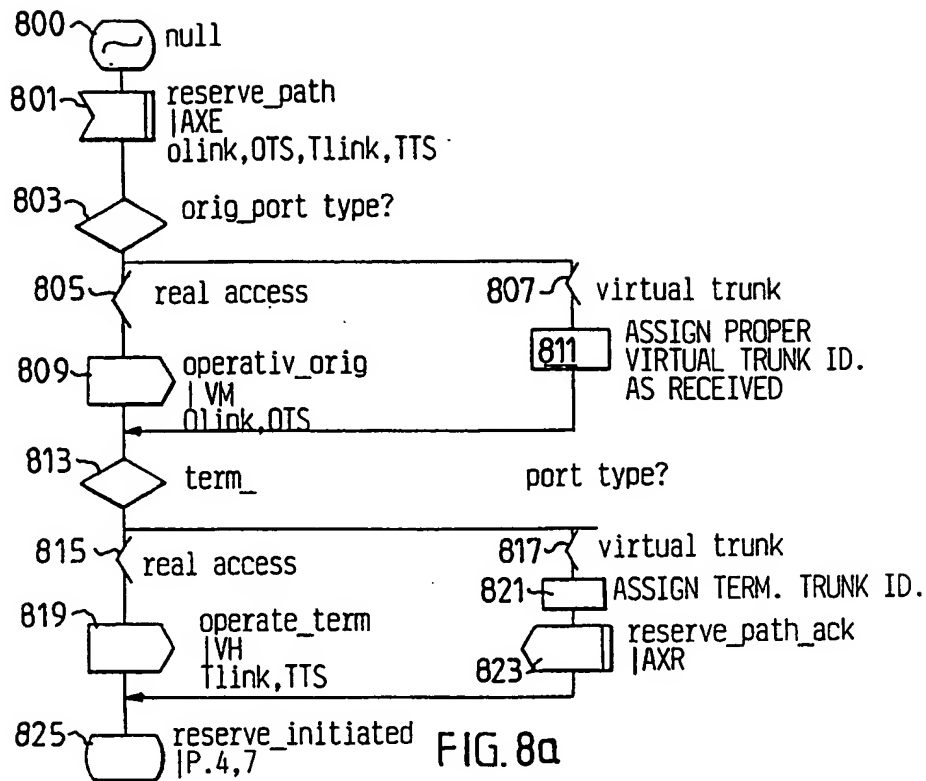 800 null
801 reserve_path
|AXE
olink,OTS,Tlink,TTS
803 orig_port type?
805 real access
807 virtual trunk
809 operativ_orig
|VM
Olink,OTS
811 ASSIGN PROPER
VIRTUAL TRUNK ID.
AS RECEIVED
813 term_ port type?
815 real access
817 virtual trunk
821 ASSIGN TERM. TRUNK ID.
819 operate_term
|VH
Tlink,TTS
823 reserve_path_ack
|AXR
825 reserve_initiated
|P.4,7
FIG. 8a